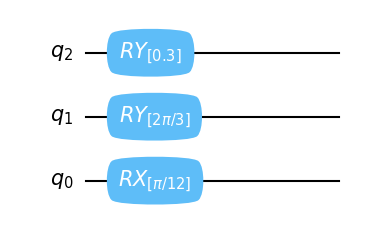 q₂ RY[0.3]
q₁ RY[2π/3]
q₀ RX[π/12]